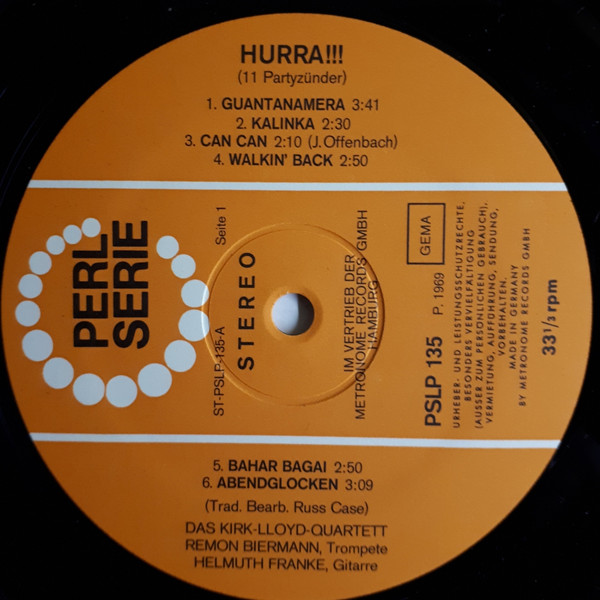 HURRA!!!
(11 Partyzünder)
1. GUANTANAMERA 3:41
2. KALINKA 2:30
3. CAN CAN 2:10 (J. Offenbach)
4. WALKIN' BACK 2:50
PERL
SERIE
ST-PSLP-135-A
Seite 1
STEREO
IM VERTRIEB DER
METRONOME RECORDS GMBH
HAMBURG
GEMA
PSLP 135
P. 1969
URHEBER- UND LEISTUNGSSCHUTZRECHTE,
BESONDERS VERVIELFÄLTIGUNG
(AUSSER ZUM PERSÖNLICHEN GEBRAUCH),
VERMIETUNG, AUFFÜHRUNG, SENDUNG,
VORBEHALTEN.
MADE IN GERMANY
BY METRONOME RECORDS GMBH
33 1/3 rpm
5. BAHAR BAGAI 2:50
6. ABENDGLOCKEN 3:09
(Trad. Bearb. Russ Case)
DAS KIRK-LLOYD-QUARTETT
REMON BIERMANN, Trompete
HELMUTH FRANKE, Gitarre